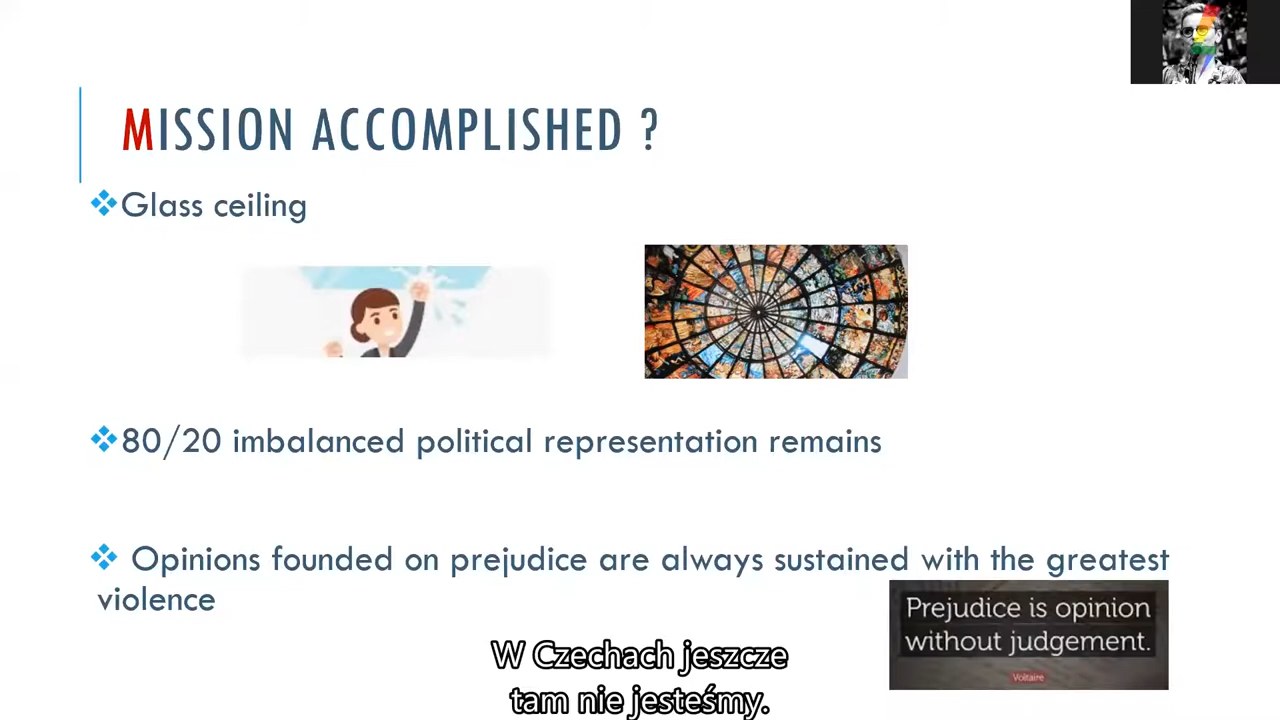 MISSION ACCOMPLISHED ?
❖Glass ceiling
❖80/20 imbalanced political representation remains
❖ Opinions founded on prejudice are always sustained with the greatest
violence
Prejudice is opinion
without judgement.
Voltaire
W Czechach jeszcze
tam nie jesteśmy.